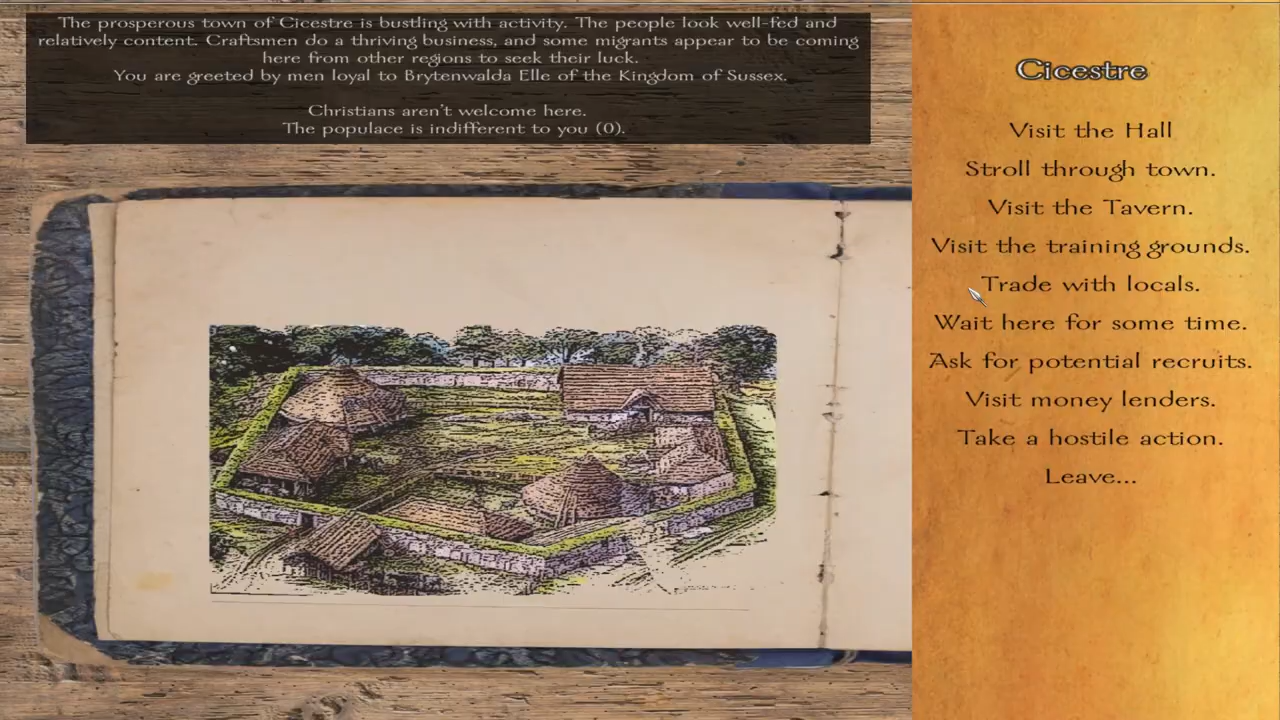 The prosperous town of Cicestre is bustling with activity. The people look well-fed and
relatively content. Craftsmen do a thriving business, and some migrants appear to be coming
here from other regions to seek their luck.
You are greeted by men loyal to Brytenwalda Elle of the Kingdom of Sussex.
Christians aren't welcome here.
The populace is indifferent to you (0).
Cicestre
Visit the Hall
Stroll through town.
Visit the Tavern.
Visit the training grounds.
Trade with locals.
Wait here for some time.
Ask for potential recruits.
Visit money lenders.
Take a hostile action.
Leave...